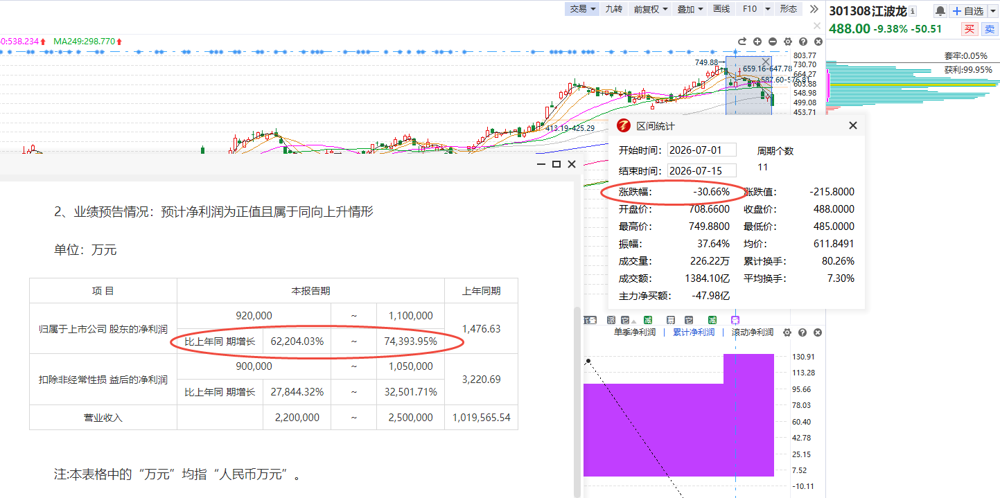 交易 九转 前复权 叠加 画线 F10 形态
301308江波龙 自选
488.00 -9.38% -50.51 买 卖
0:538.234 MA249:298.770
套牢:0.05%
获利:99.95%
803.77
730.70
664.27
603.88
548.98
499.08
453.71
749.88
659.16-647.78
587.60-576.81
413.19-425.29
区间统计
开始时间: 2026-07-01 周期个数
结束时间: 2026-07-15 11
涨跌幅: -30.66% 涨跌值: -215.8000
开盘价: 708.6600 收盘价: 488.0000
最高价: 749.8800 最低价: 485.0000
振幅: 37.64% 均价: 611.8491
成交量: 226.22万 累计换手: 80.26%
成交额: 1384.10亿 平均换手: 7.30%
主力净买额: -47.98亿
2、业绩预告情况：预计净利润为正值且属于同向上升情形
单位：万元
项 目 本报告期 上年同期
归属于上市公司 股东的净利润 920,000 ~ 1,100,000 1,476.63
比上年同 期增长 62,204.03% ~ 74,393.95%
扣除非经常性损 益后的净利润 900,000 ~ 1,050,000 3,220.69
比上年同 期增长 27,844.32% ~ 32,501.71%
营业收入 2,200,000 ~ 2,500,000 1,019,565.54
注:本表格中的“万元”均指“人民币万元”。
单季净利润 | 累计净利润 | 滚动净利润
130.91
113.28
95.66
78.03
60.40
42.78
25.15
7.52
-10.11